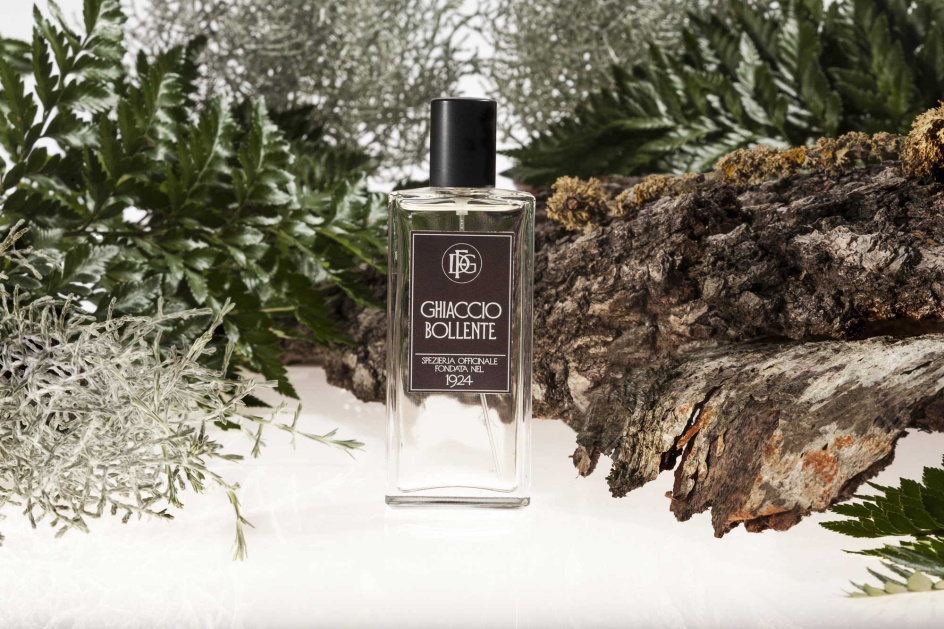 DFG
GHIACCIO
BOLLENTE
SPEZIERIA OFFICINALE
FONDATA NEL
1924